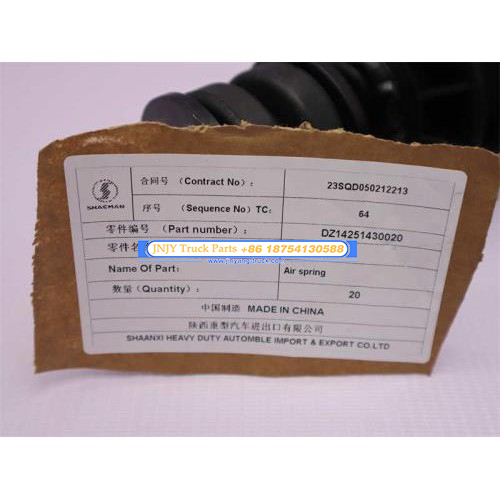 SHACMAN
合同号 (Contract No): 23SQD050212213
序号 (Sequence No) TC: 64
零件编号 (Part number): DZ14251430020
零件名
JNJY Truck Parts +86 18754130588
Name Of Part: Air spring
数量 (Quantity): 20
中国制造 MADE IN CHINA
陕西重型汽车进出口有限公司
SHAANXI HEAVY DUTY AUTOMBLE IMPORT & EXPORT CO.LTD